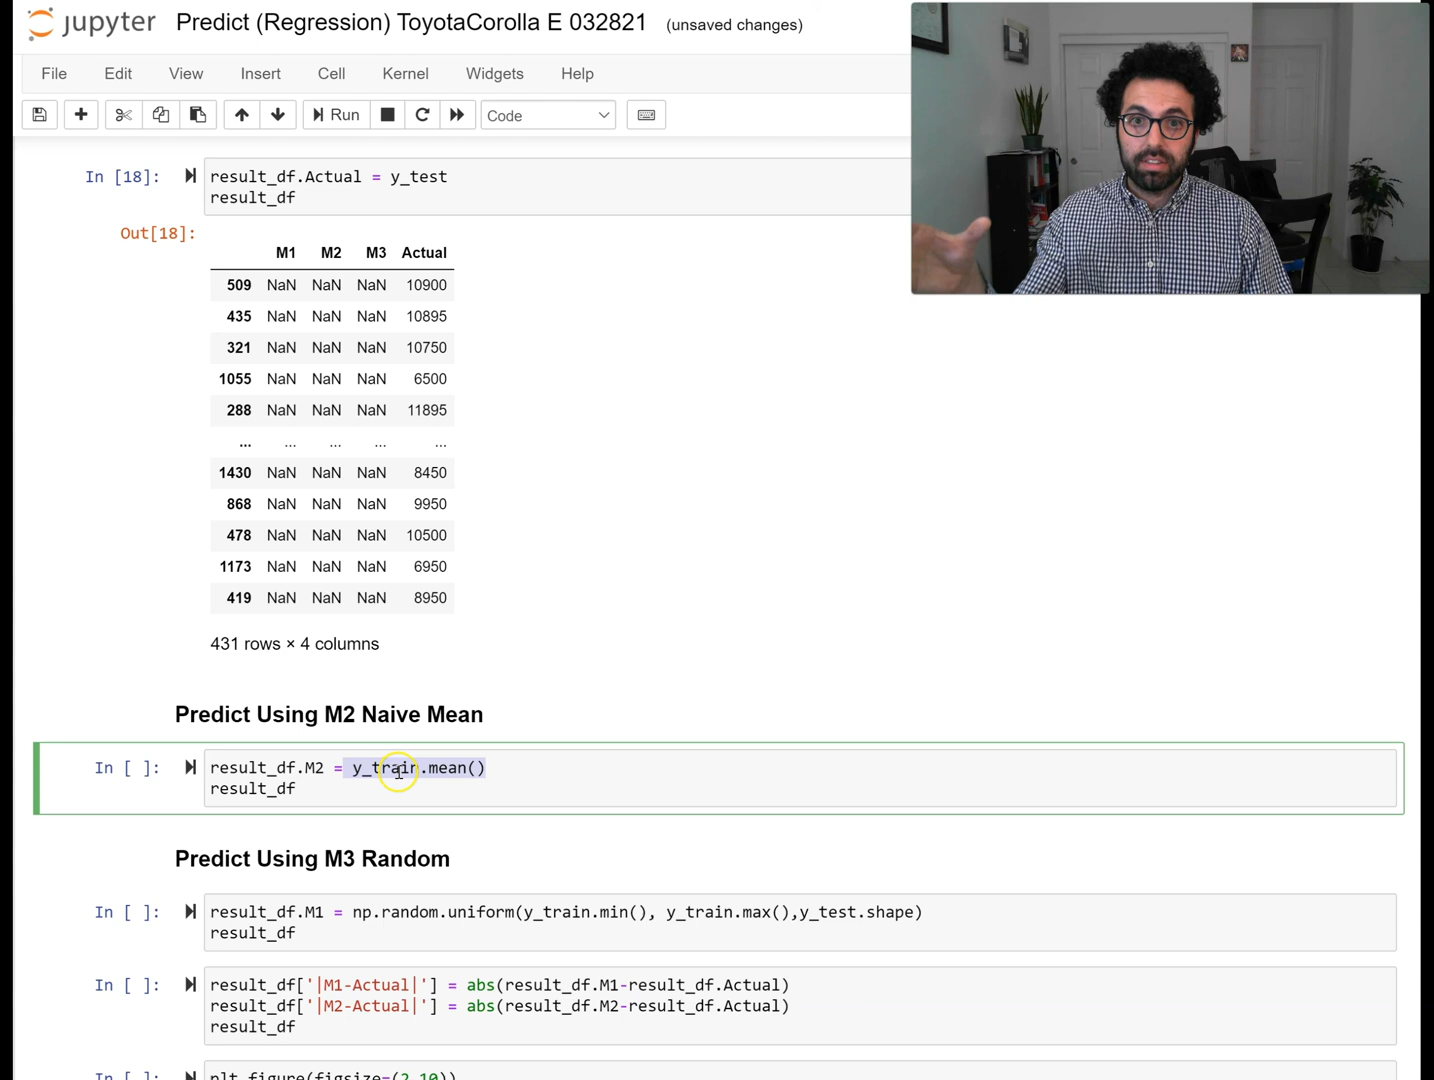 jupyter Predict (Regression) ToyotaCorolla E 032821 (unsaved changes)
File Edit View Insert Cell Kernel Widgets Help
Run Code
In [18]: result_df.Actual = y_test
result_df
Out[18]:
M1 M2 M3 Actual
509 NaN NaN NaN 10900
435 NaN NaN NaN 10895
321 NaN NaN NaN 10750
1055 NaN NaN NaN 6500
288 NaN NaN NaN 11895
... ... ... ... ...
1430 NaN NaN NaN 8450
868 NaN NaN NaN 9950
478 NaN NaN NaN 10500
1173 NaN NaN NaN 6950
419 NaN NaN NaN 8950
431 rows × 4 columns
Predict Using M2 Naive Mean
In [ ]: result_df.M2 = y_train.mean()
result_df
Predict Using M3 Random
In [ ]: result_df.M1 = np.random.uniform(y_train.min(), y_train.max(),y_test.shape)
result_df
In [ ]: result_df['|M1-Actual|'] = abs(result_df.M1-result_df.Actual)
result_df['|M2-Actual|'] = abs(result_df.M2-result_df.Actual)
result_df
In [ ]: plt.figure(figsize=(2,10))